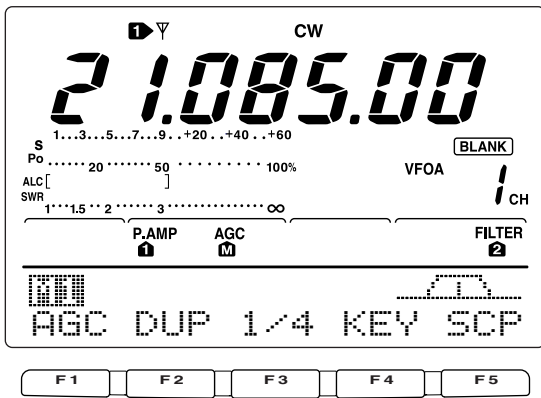 1 CW
21.085.00
S 1...3...5...7...9..+20..+40..+60
BLANK
Po ...... 20 ........ 50 ........ 100%
VFOA
ALC [ ]
1 CH
SWR 1...1.5..2 ..... 3 ............ ∞
P.AMP AGC FILTER
1 M 2
M1
AGC DUP 1/4 KEY SCP
F1 F2 F3 F4 F5